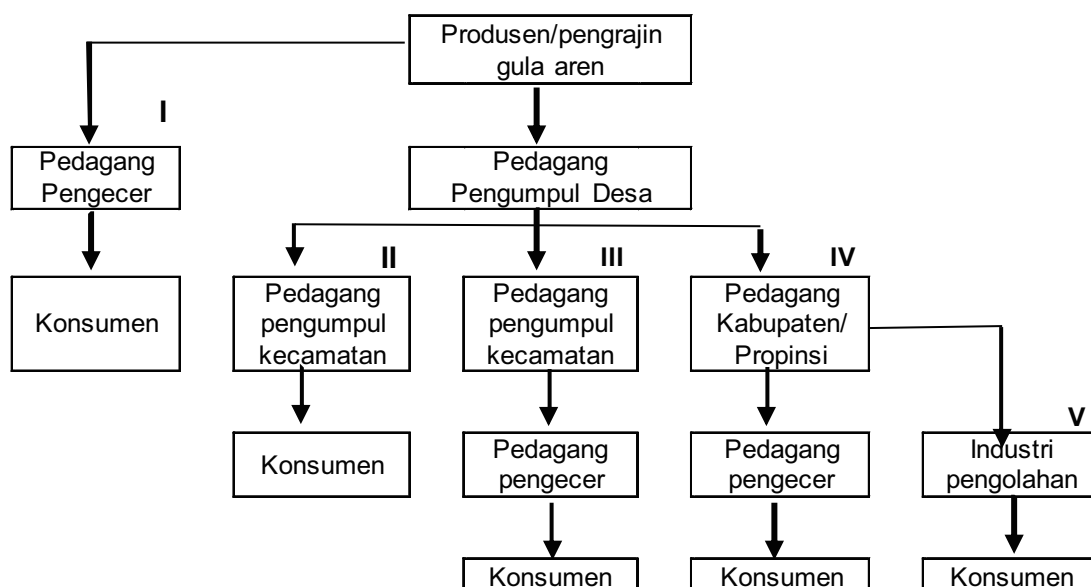 Produsen/pengrajin
gula aren
I
Pedagang
Pengecer
Pedagang
Pengumpul Desa
Konsumen
II
Pedagang
pengumpul
kecamatan
III
Pedagang
pengumpul
kecamatan
IV
Pedagang
Kabupaten/
Propinsi
Konsumen
Pedagang
pengecer
Pedagang
pengecer
V
Industri
pengolahan
Konsumen
Konsumen
Konsumen